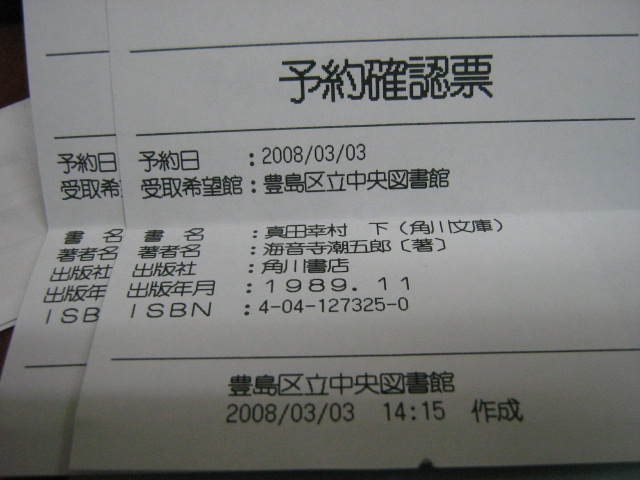 予約確認票
予約日 :2008/03/03
受取希望館:豊島区立中央図書館
書 名 :真田幸村 下(角川文庫)
著者名 :海音寺潮五郎〔著〕
出版社 :角川書店
出版年月 :1989.11
ISBN :4-04-127325-0
豊島区立中央図書館
2008/03/03 14:15 作成
予約日
受取希
書 名
著者名
出版社
出版年
ISB